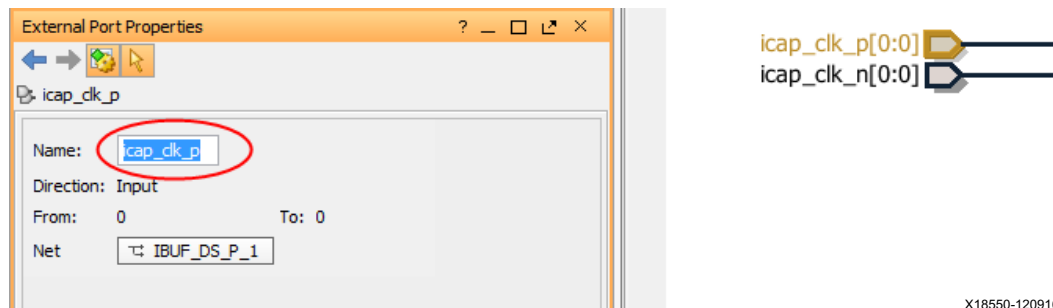 External Port Properties
icap_clk_p
Name: icap_clk_p
Direction: Input
From: 0 To: 0
Net IBUF_DS_P_1
icap_clk_p[0:0]
icap_clk_n[0:0]